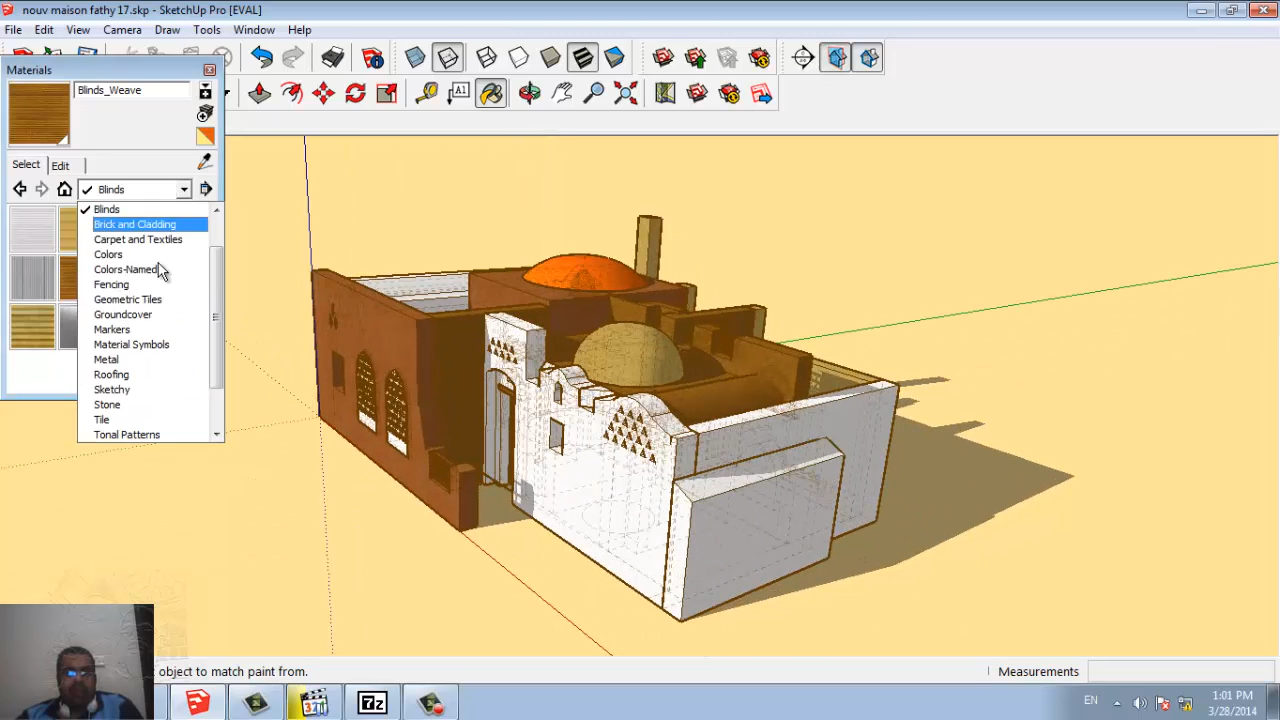 nouv maison fathy 17.skp - SketchUp Pro [EVAL]
File Edit View Camera Draw Tools Window Help
Materials
Blinds_Weave
A1
Select Edit
Blinds
Blinds
Brick and Cladding
Carpet and Textiles
Colors
Colors-Named
Fencing
Geometric Tiles
Groundcover
Markers
Material Symbols
Metal
Roofing
Sketchy
Stone
Tile
Tonal Patterns
object to match paint from.
Measurements
321
7z
EN
1:01 PM
3/28/2014